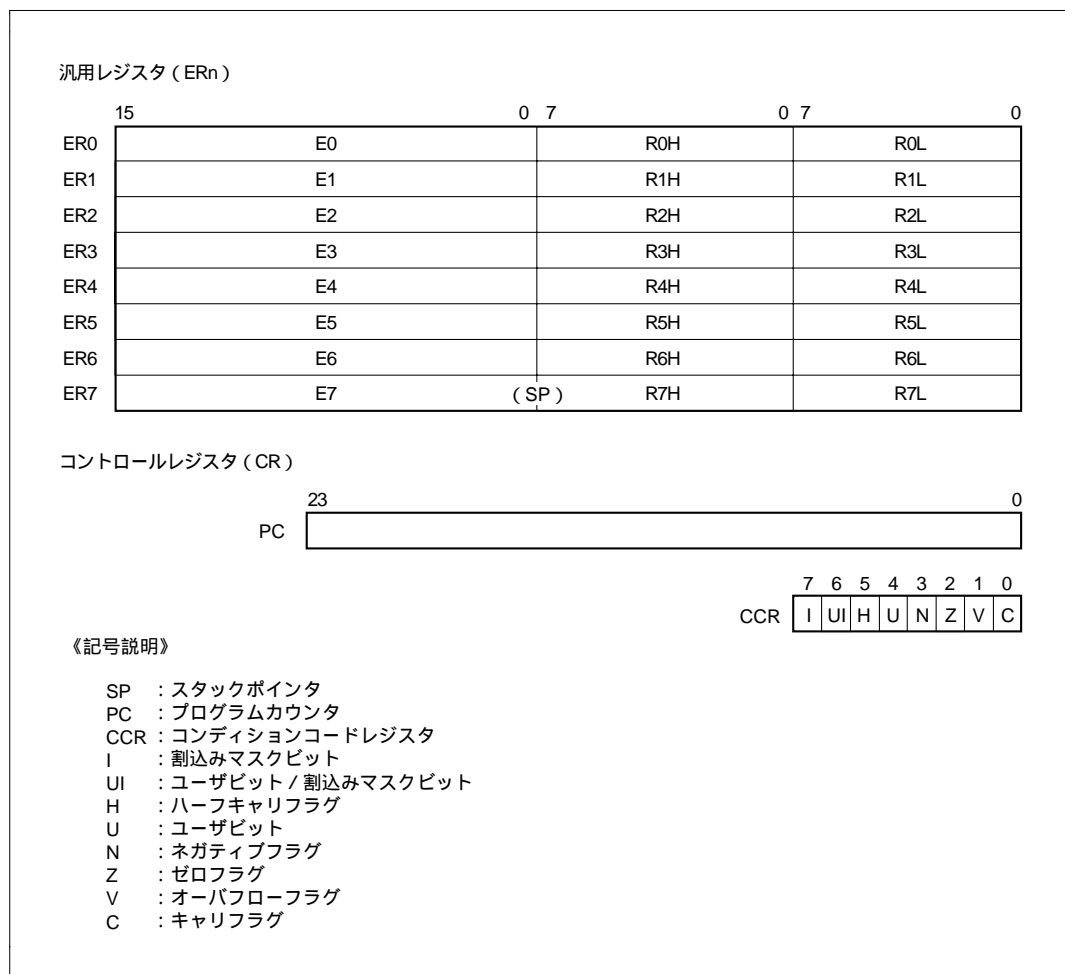 汎用レジスタ（ERn）
15 0 7 0 7 0
ER0 E0 R0H R0L
ER1 E1 R1H R1L
ER2 E2 R2H R2L
ER3 E3 R3H R3L
ER4 E4 R4H R4L
ER5 E5 R5H R5L
ER6 E6 R6H R6L
ER7 E7 （SP） R7H R7L
コントロールレジスタ（CR）
23 0
PC
7 6 5 4 3 2 1 0
CCR I UI H U N Z V C
《記号説明》
SP ：スタックポインタ
PC ：プログラムカウンタ
CCR：コンディションコードレジスタ
I ：割込みマスクビット
UI ：ユーザビット / 割込みマスクビット
H ：ハーフキャリフラグ
U ：ユーザビット
N ：ネガティブフラグ
Z ：ゼロフラグ
V ：オーバフローフラグ
C ：キャリフラグ